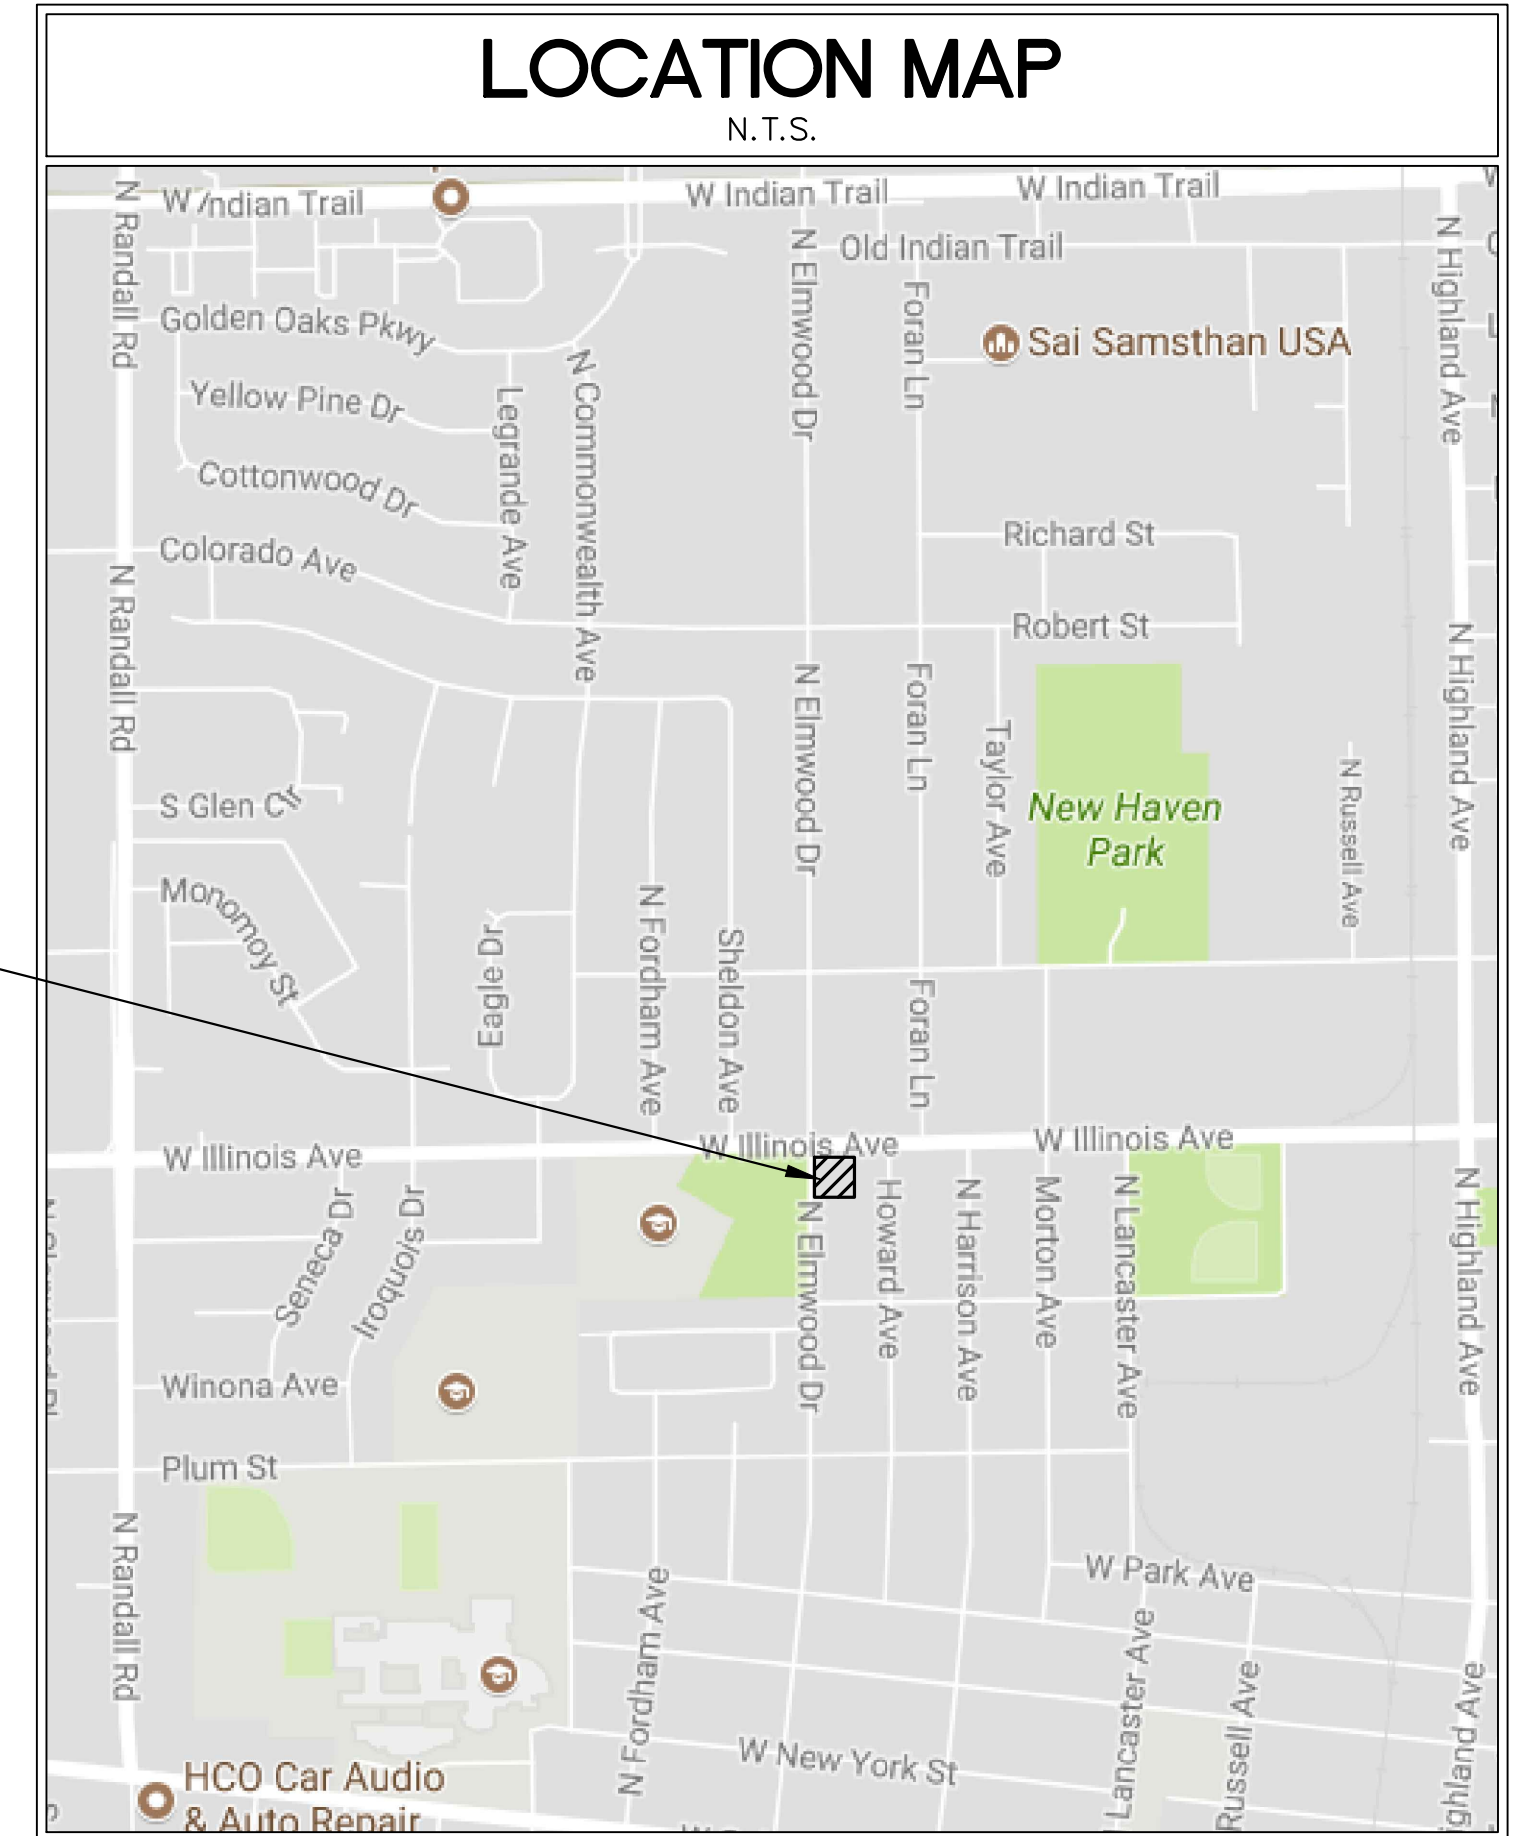 LOCATION MAP
N.T.S.
W Indian Trail
W Indian Trail
W Indian Trail
Old Indian Trail
N Randall Rd
N Elmwood Dr
Foran Ln
N Highland Ave
Golden Oaks Pkwy
Sai Samsthan USA
Yellow Pine Dr
Legrande Ave
N Commonwealth Ave
Cottonwood Dr
Colorado Ave
Richard St
Robert St
N Randall Rd
N Elmwood Dr
Foran Ln
Taylor Ave
N Highland Ave
S Glen Cir
New Haven
Park
N Russell Ave
Monomoy St
Eagle Dr
N Fordham Ave
Sheldon Ave
Foran Ln
W Illinois Ave
W Illinois Ave
W Illinois Ave
Seneca Dr
Iroquois Dr
N Elmwood Dr
Howard Ave
N Harrison Ave
Morton Ave
N Lancaster Ave
N Highland Ave
Winona Ave
Plum St
N Randall Rd
W Park Ave
N Fordham Ave
Lancaster Ave
Russell Ave
ighland Ave
W New York St
HCO Car Audio
& Auto Repair